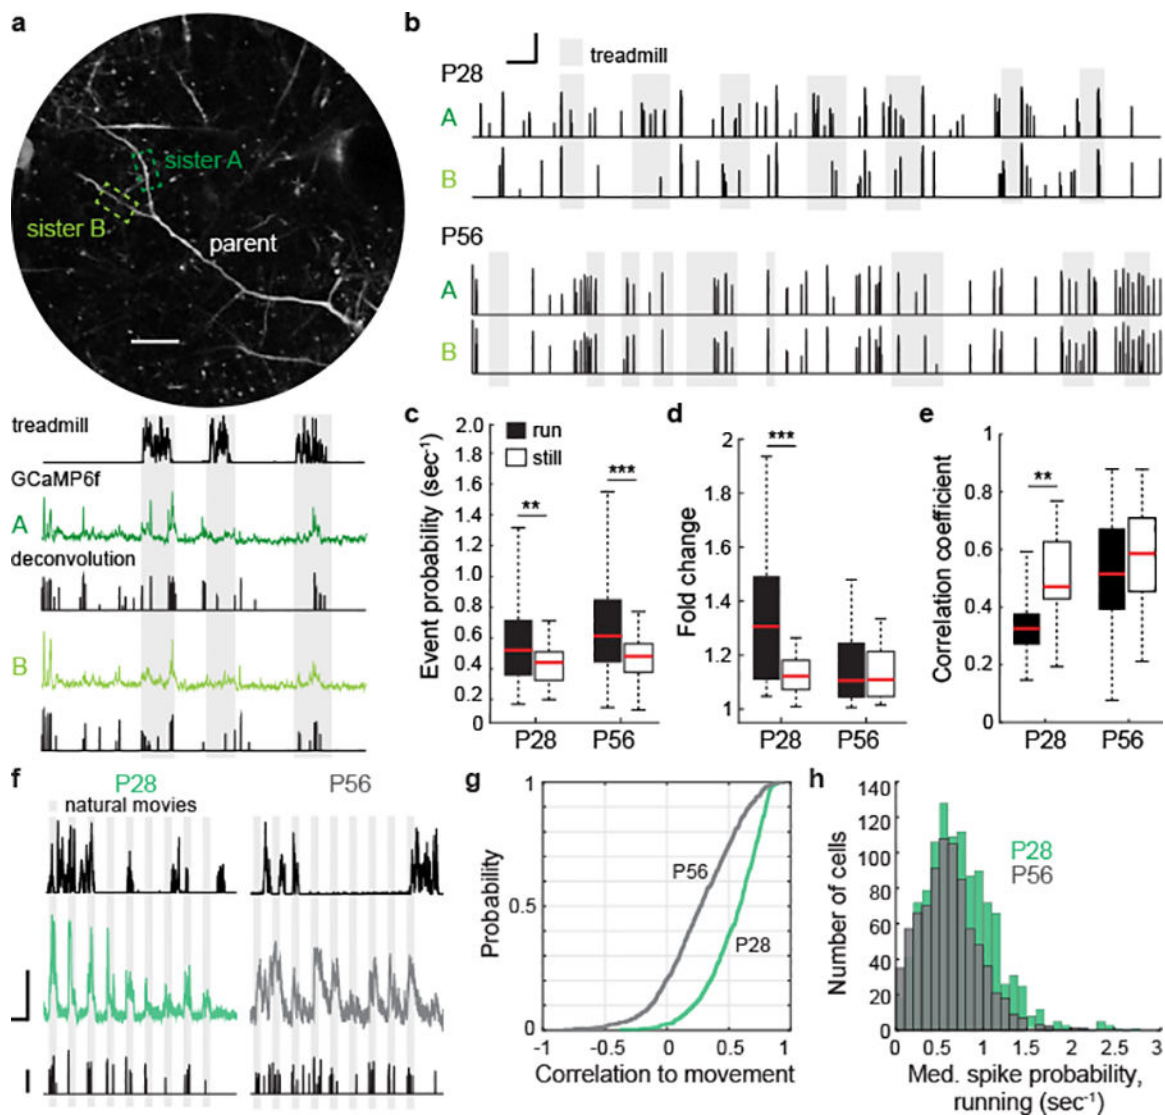 a
sister A
sister B
parent
treadmill
GCaMP6f
A
deconvolution
B
b
treadmill
P28
A
B
P56
A
B
c
Event probability (sec⁻¹)
2.0
1.8
1.6
1.4
1.2
1.0
0.8
0.6
0.4
0.2
0
run
still
**
***
P28
P56
d
Fold change
2
1.8
1.6
1.4
1.2
1
***
P28
P56
e
Correlation coefficient
1
0.8
0.6
0.4
0.2
0
**
P28
P56
f
P28
P56
natural movies
g
Probability
1
0.5
0
P56
P28
-1
-0.5
0
0.5
1
Correlation to movement
h
Number of cells
140
120
100
80
60
40
20
0
P28
P56
0
0.5
1
1.5
2
2.5
3
Med. spike probability,
running (sec⁻¹)